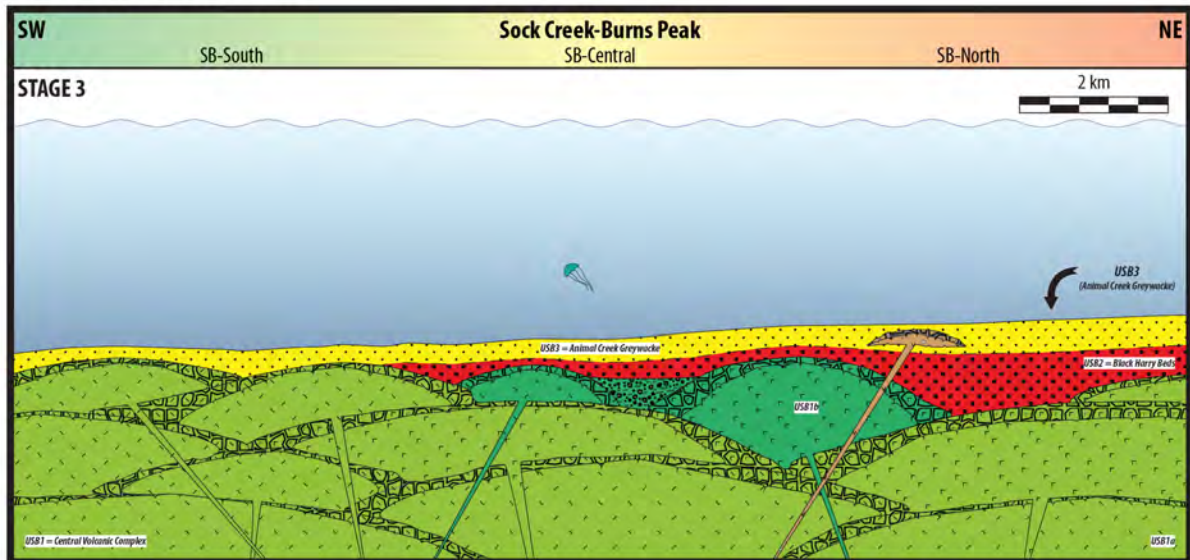 SW
Sock Creek-Burns Peak
NE
SB-South
SB-Central
SB-North
STAGE 3
2 km
USB3
(Animal Creek Greywacke)
USB3 = Animal Creek Greywacke
USB2 = Black Harry Beds
USB1b
USB1 = Central Volcanic Complex
USB1a